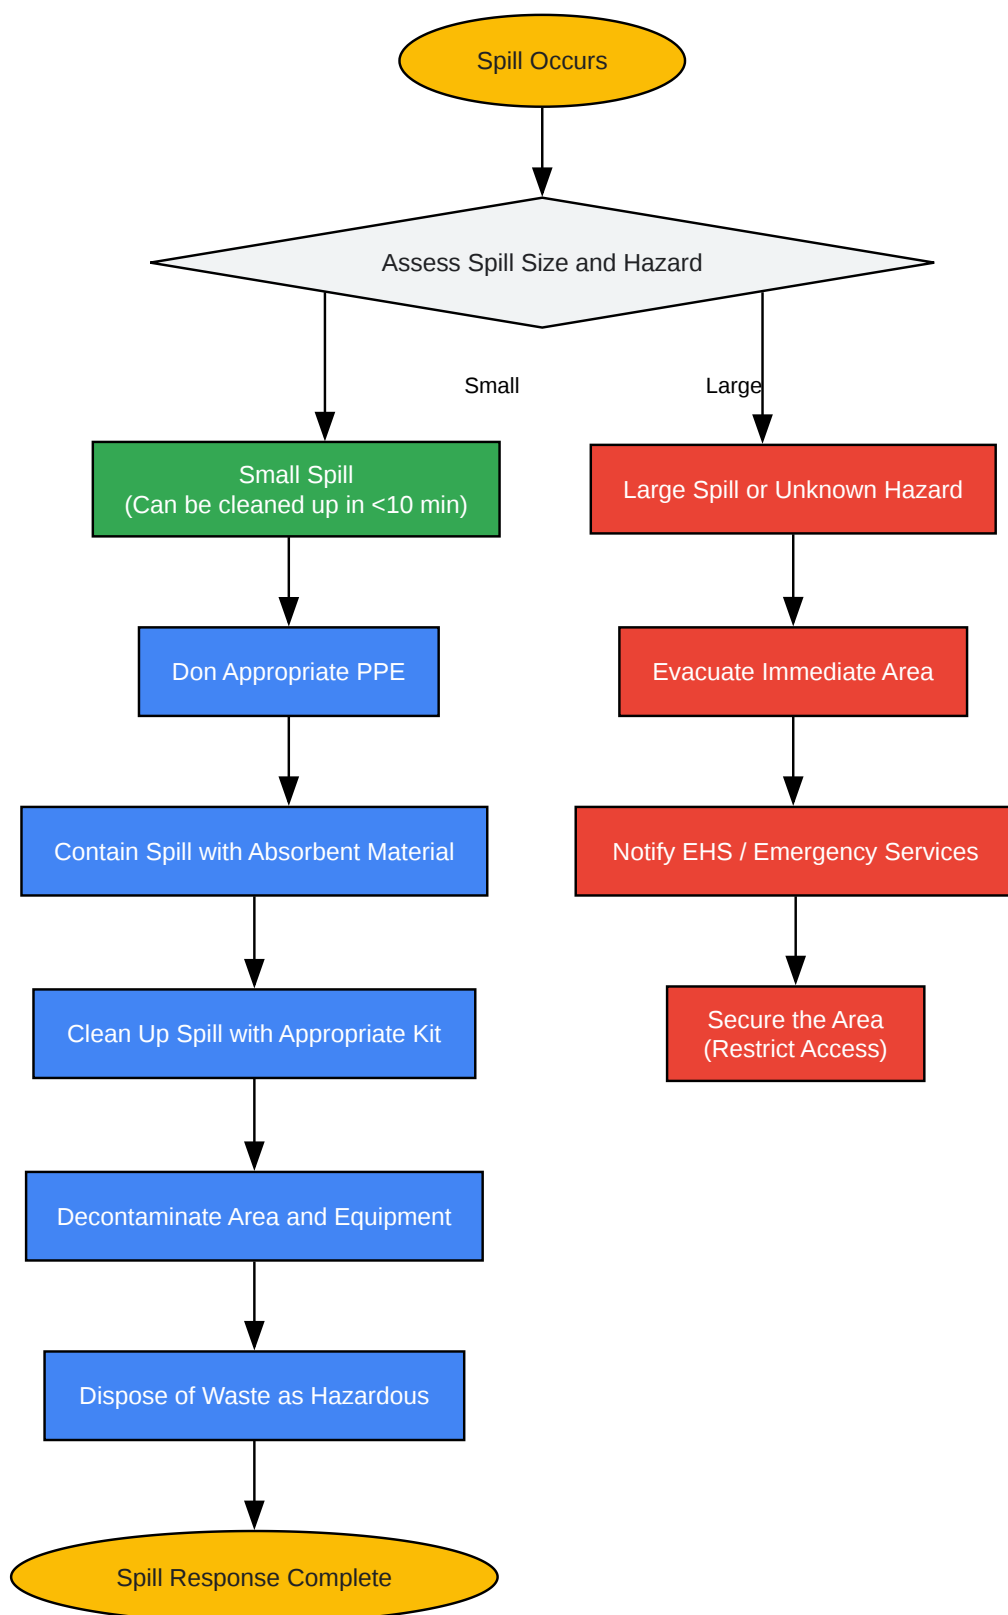 Spill Occurs
Assess Spill Size and Hazard
Small
Large
Small Spill
(Can be cleaned up in <10 min)
Large Spill or Unknown Hazard
Don Appropriate PPE
Evacuate Immediate Area
Contain Spill with Absorbent Material
Notify EHS / Emergency Services
Clean Up Spill with Appropriate Kit
Secure the Area
(Restrict Access)
Decontaminate Area and Equipment
Dispose of Waste as Hazardous
Spill Response Complete